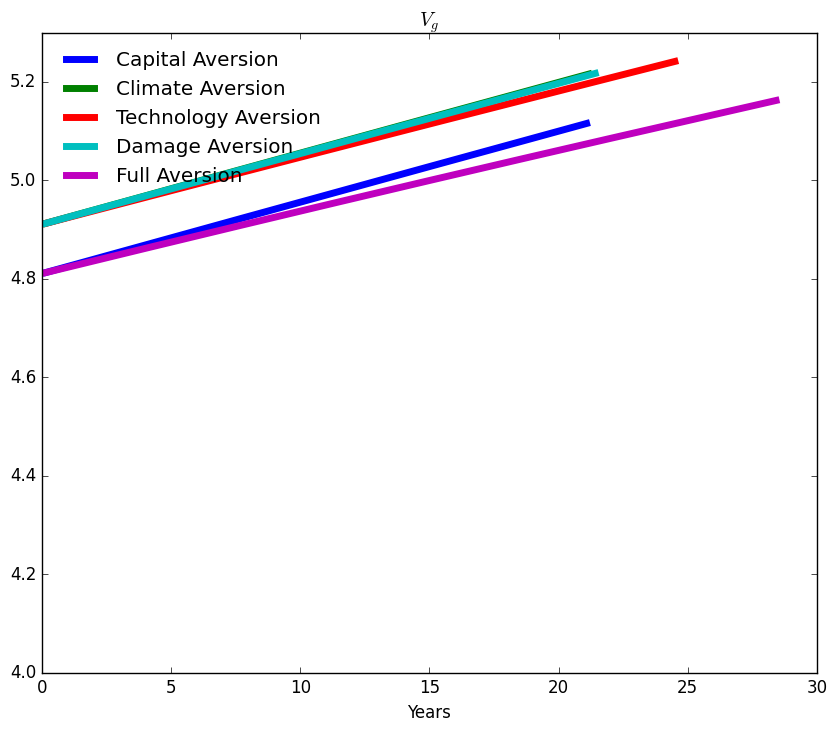 V_g
Capital Aversion
Climate Aversion
Technology Aversion
Damage Aversion
Full Aversion
5.2
5.0
4.8
4.6
4.4
4.2
4.0
0 5 10 15 20 25 30
Years